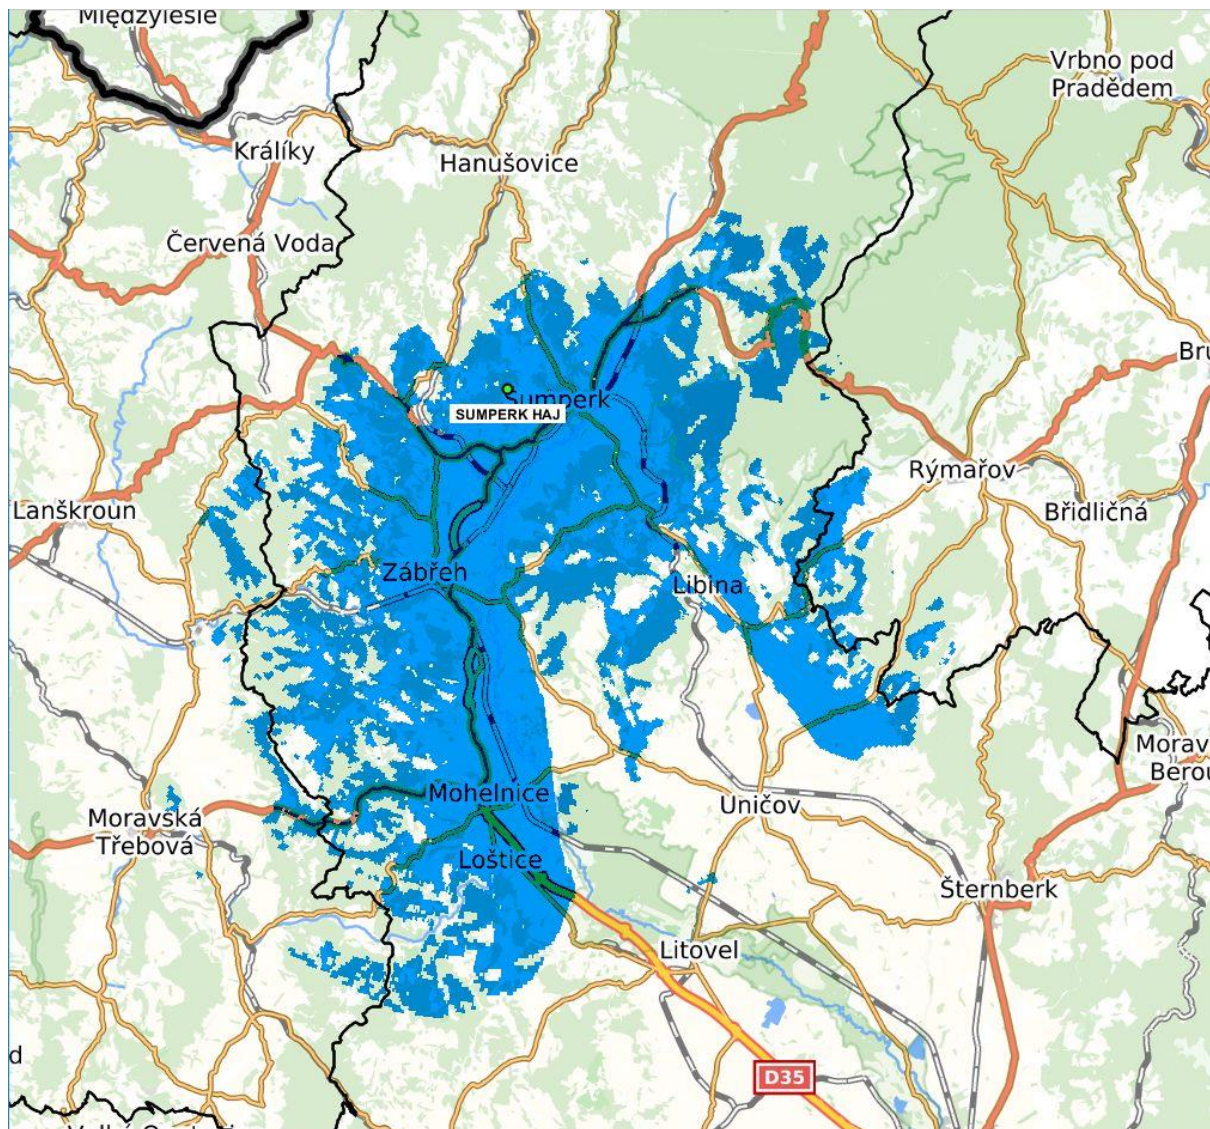 Międzylesie
Vrbno pod
Pradědem
Králíky
Hanušovice
Červená Voda
Bru
Šumperk
SUMPERK HAJ
Rýmařov
Lanškroun
Břidličná
Zábřeh
Libina
Mohelnice
Moravská
Třebová
Uničov
Morav
Berou
Loštice
Šternberk
Litovel
d
D35